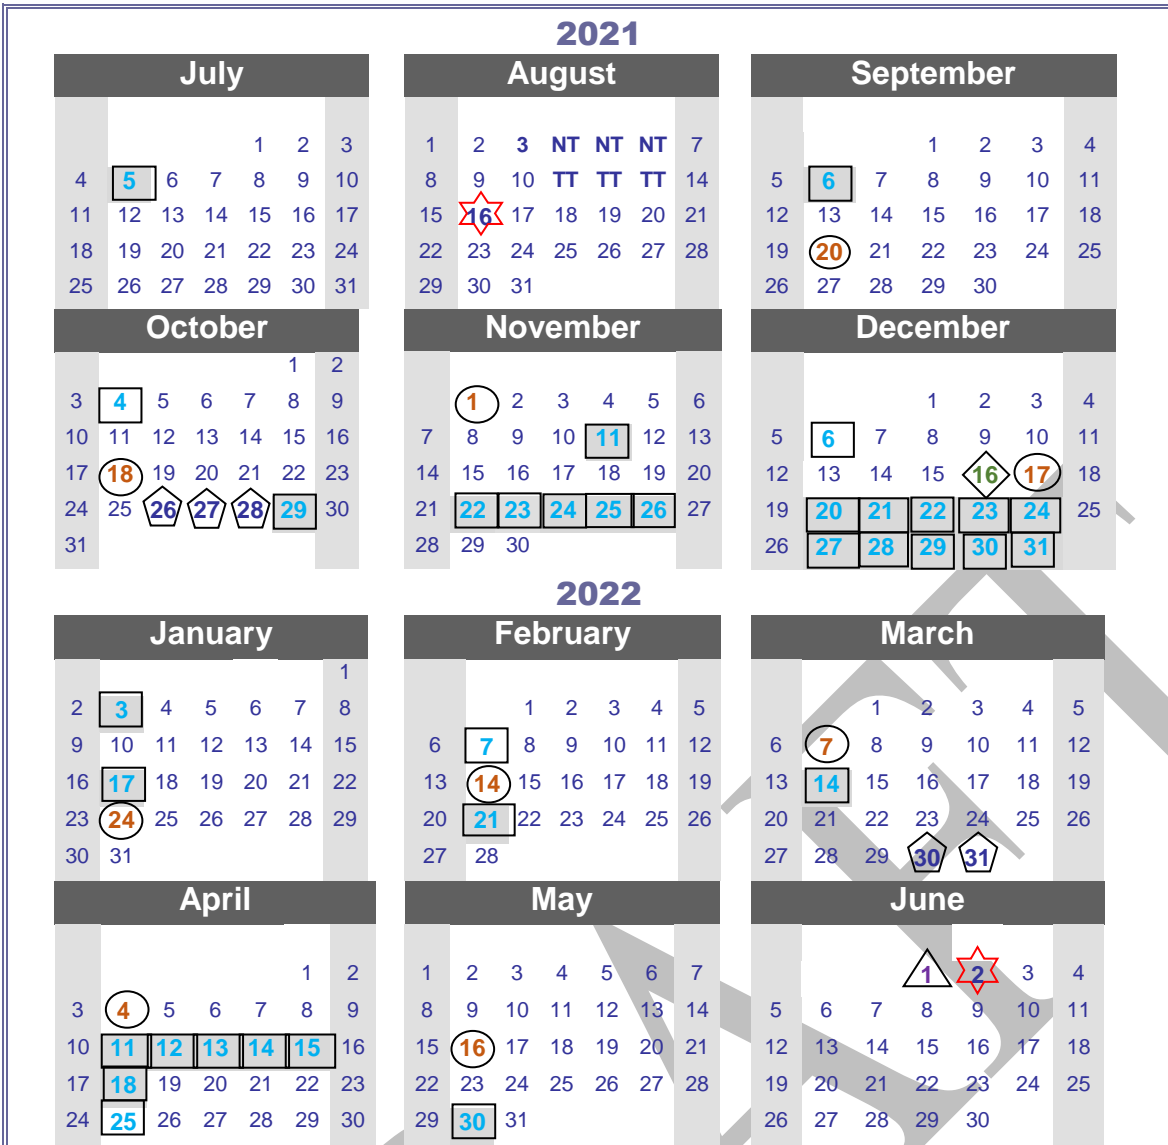 2021
July August September
1 2 3 1 2 3 NT NT NT 7 1 2 3 4
4 5 6 7 8 9 10 8 9 10 TT TT TT 14 5 6 7 8 9 10 11
11 12 13 14 15 16 17 15 16 17 18 19 20 21 12 13 14 15 16 17 18
18 19 20 21 22 23 24 22 23 24 25 26 27 28 19 20 21 22 23 24 25
25 26 27 28 29 30 31 29 30 31 26 27 28 29 30
October November December
1 2
3 4 5 6 7 8 9 1 2 3 4 5 6 1 2 3 4
10 11 12 13 14 15 16 7 8 9 10 11 12 13 5 6 7 8 9 10 11
17 18 19 20 21 22 23 14 15 16 17 18 19 20 12 13 14 15 16 17 18
24 25 26 27 28 29 30 21 22 23 24 25 26 27 19 20 21 22 23 24 25
31 28 29 30 26 27 28 29 30 31
2022
January February March
1
2 3 4 5 6 7 8 1 2 3 4 5 1 2 3 4 5
9 10 11 12 13 14 15 6 7 8 9 10 11 12 6 7 8 9 10 11 12
16 17 18 19 20 21 22 13 14 15 16 17 18 19 13 14 15 16 17 18 19
23 24 25 26 27 28 29 20 21 22 23 24 25 26 20 21 22 23 24 25 26
30 31 27 28 27 28 29 30 31
April May June
1 2 1 2 3 4 5 6 7 1 2 3 4
3 4 5 6 7 8 9 8 9 10 11 12 13 14 5 6 7 8 9 10 11
10 11 12 13 14 15 16 15 16 17 18 19 20 21 12 13 14 15 16 17 18
17 18 19 20 21 22 23 22 23 24 25 26 27 28 19 20 21 22 23 24 25
24 25 26 27 28 29 30 29 30 31 26 27 28 29 30